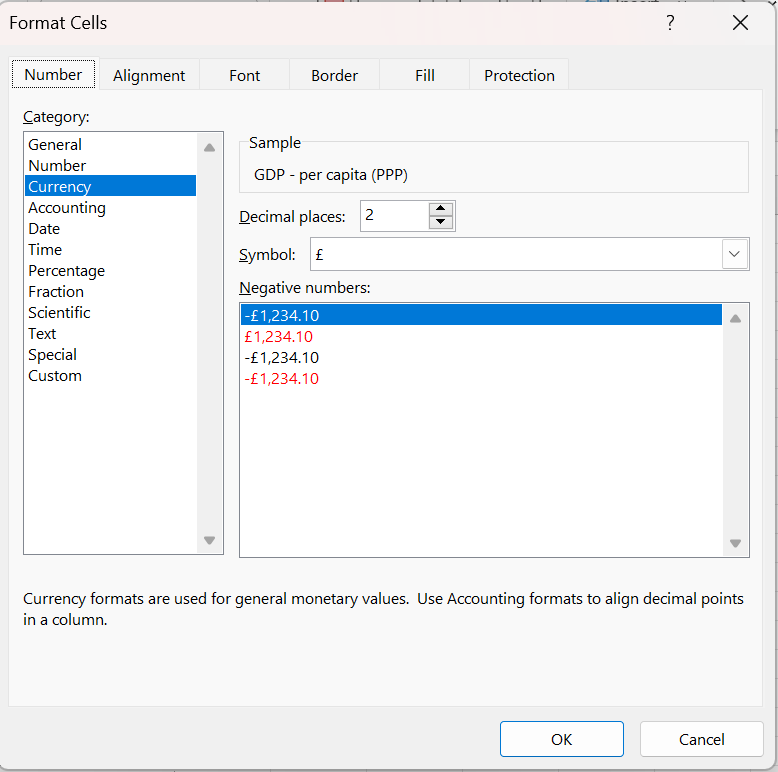 Format Cells
?
Number
Alignment
Font
Border
Fill
Protection
Category:
General
Number
Currency
Accounting
Date
Time
Percentage
Fraction
Scientific
Text
Special
Custom
Sample
GDP - per capita (PPP)
Decimal places: 2
Symbol: £
Negative numbers:
-£1,234.10
£1,234.10
-£1,234.10
-£1,234.10
Currency formats are used for general monetary values.  Use Accounting formats to align decimal points
in a column.
OK
Cancel